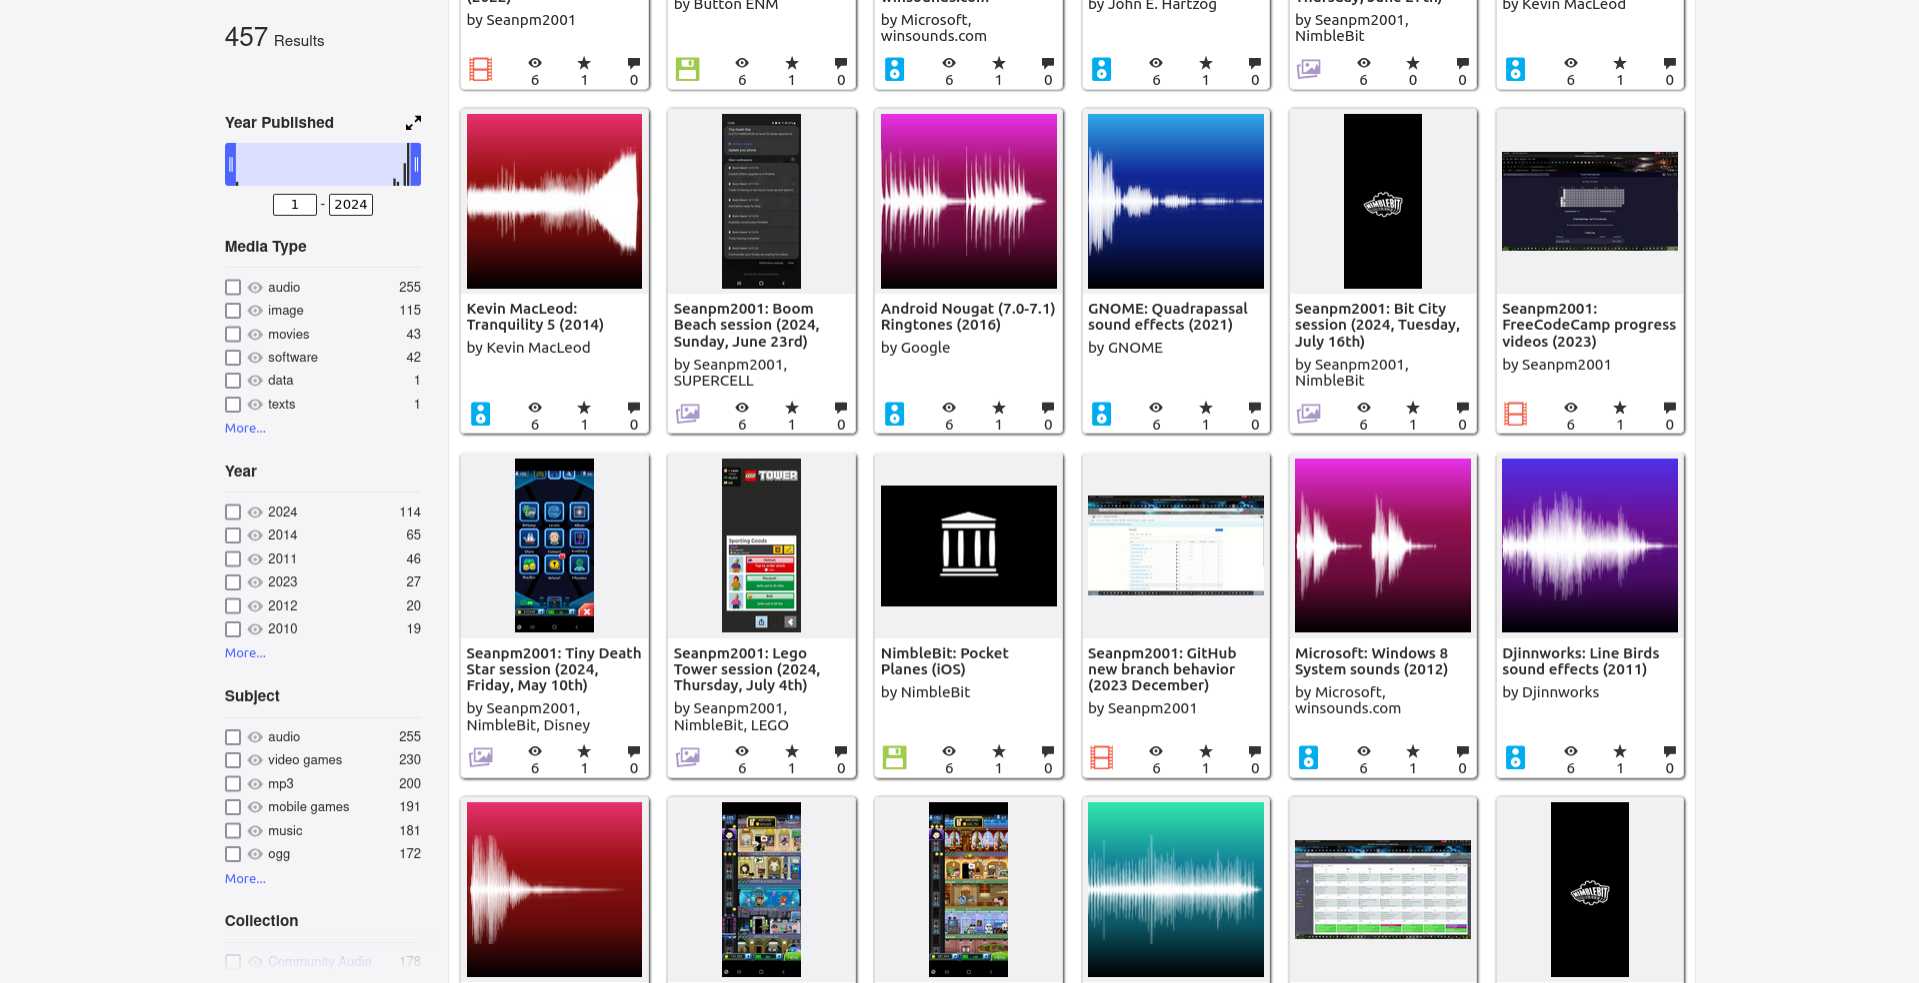 457 Results
Year Published
1 - 2024
Media Type
audio 255
image 115
movies 43
software 42
data 1
texts 1
More...
Year
2024 114
2014 65
2011 46
2023 27
2012 20
2010 19
More...
Subject
audio 255
video games 230
mp3 200
mobile games 191
music 181
ogg 172
More...
Collection
Community Audio 178
by Seanpm2001
6 1 0
by Button ENM
6 1 0
winsounds.com
by Microsoft,
winsounds.com
6 1 0
by John E. Hartzog
6 1 0
by Seanpm2001,
NimbleBit
6 0 0
by Kevin MacLeod
6 1 0
Kevin MacLeod:
Tranquility 5 (2014)
by Kevin MacLeod
6 1 0
Seanpm2001: Boom
Beach session (2024,
Sunday, June 23rd)
by Seanpm2001,
SUPERCELL
6 1 0
Android Nougat (7.0-7.1)
Ringtones (2016)
by Google
6 1 0
GNOME: Quadrapassal
sound effects (2021)
by GNOME
6 1 0
NIMBLEBIT
Seanpm2001: Bit City
session (2024, Tuesday,
July 16th)
by Seanpm2001,
NimbleBit
6 1 0
Seanpm2001:
FreeCodeCamp progress
videos (2023)
by Seanpm2001
6 1 0
Seanpm2001: Tiny Death
Star session (2024,
Friday, May 10th)
by Seanpm2001,
NimbleBit, Disney
6 1 0
LEGO TOWER
Sporting Goods
Seanpm2001: Lego
Tower session (2024,
Thursday, July 4th)
by Seanpm2001,
NimbleBit, LEGO
6 1 0
NimbleBit: Pocket
Planes (iOS)
by NimbleBit
6 1 0
Seanpm2001: GitHub
new branch behavior
(2023 December)
by Seanpm2001
6 1 0
Microsoft: Windows 8
System sounds (2012)
by Microsoft,
winsounds.com
6 1 0
Djinnworks: Line Birds
sound effects (2011)
by Djinnworks
6 1 0
NIMBLEBIT